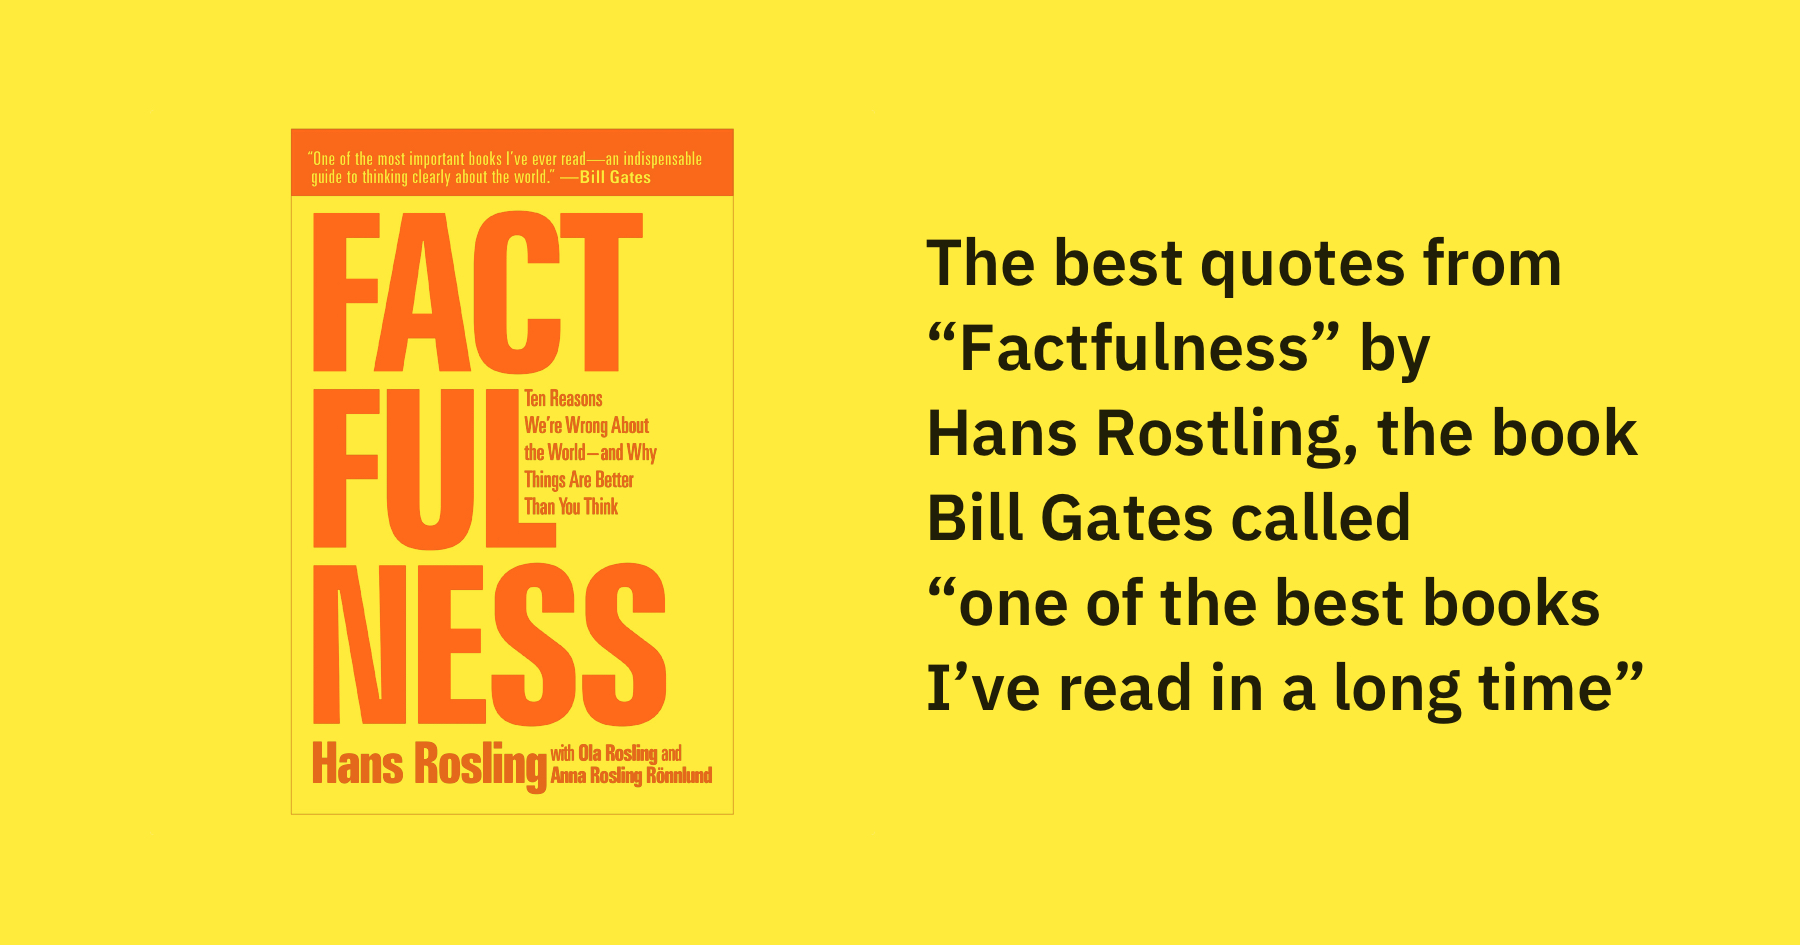 “One of the most important books I’ve ever read—an indispensable
guide to thinking clearly about the world.” —Bill Gates
FACT
FUL
Ten Reasons
We’re Wrong About
the World—and Why
Things Are Better
Than You Think
NESS
Hans Rosling with Ola Rosling and
Anna Rosling Rönnlund
The best quotes from
“Factfulness” by
Hans Rostling, the book
Bill Gates called
“one of the best books
I’ve read in a long time”